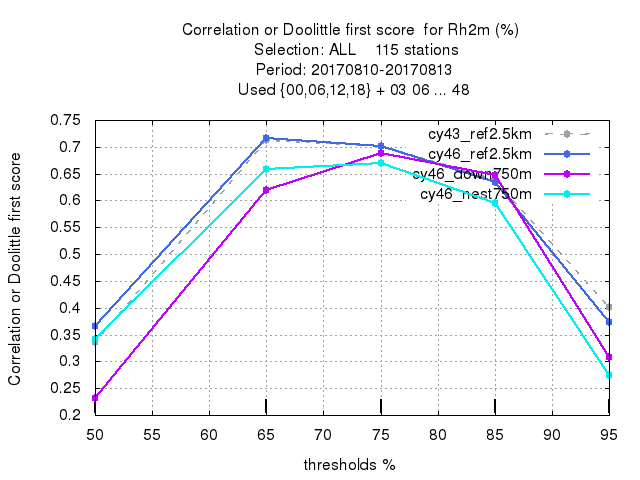 Correlation or Doolittle first score  for Rh2m (%)
Selection: ALL    115 stations
Period: 20170810-20170813
Used {00,06,12,18} + 03 06 ... 48
Correlation or Doolittle first score
0.75
0.7
0.65
0.6
0.55
0.5
0.45
0.4
0.35
0.3
0.25
0.2
cy43_ref2.5km
cy46_ref2.5km
cy46_down750m
cy46_nest750m
50 55 60 65 70 75 80 85 90 95
thresholds %